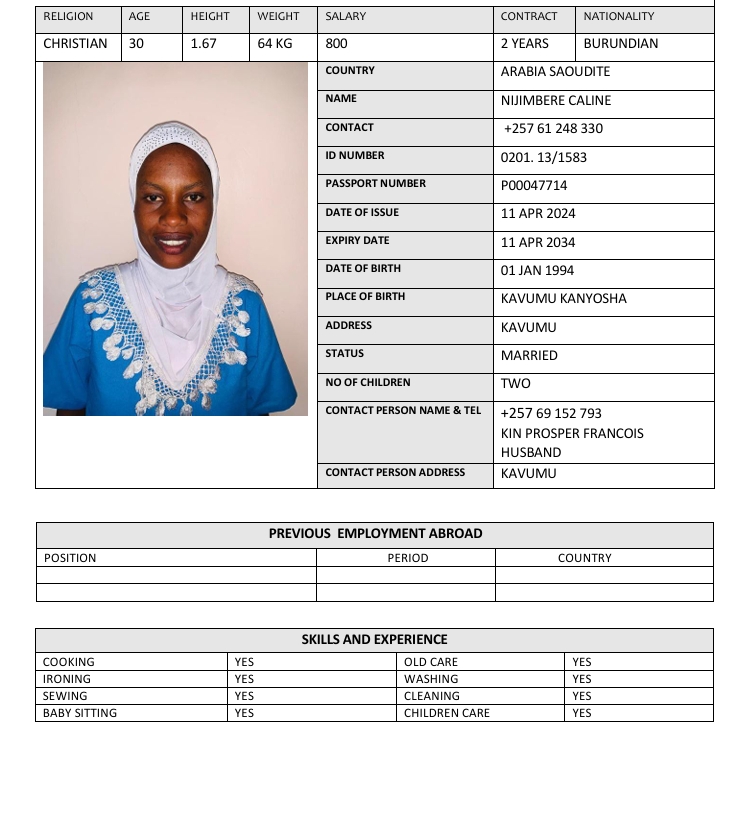 RELIGION AGE HEIGHT WEIGHT SALARY CONTRACT NATIONALITY
CHRISTIAN 30 1.67 64 KG 800 2 YEARS BURUNDIAN
COUNTRY ARABIA SAOUDITE
NAME NIJIMBERE CALINE
CONTACT +257 61 248 330
ID NUMBER 0201. 13/1583
PASSPORT NUMBER P00047714
DATE OF ISSUE 11 APR 2024
EXPIRY DATE 11 APR 2034
DATE OF BIRTH 01 JAN 1994
PLACE OF BIRTH KAVUMU KANYOSHA
ADDRESS KAVUMU
STATUS MARRIED
NO OF CHILDREN TWO
CONTACT PERSON NAME & TEL +257 69 152 793
KIN PROSPER FRANCOIS
HUSBAND
CONTACT PERSON ADDRESS KAVUMU
PREVIOUS EMPLOYMENT ABROAD
POSITION PERIOD COUNTRY
SKILLS AND EXPERIENCE
COOKING YES OLD CARE YES
IRONING YES WASHING YES
SEWING YES CLEANING YES
BABY SITTING YES CHILDREN CARE YES